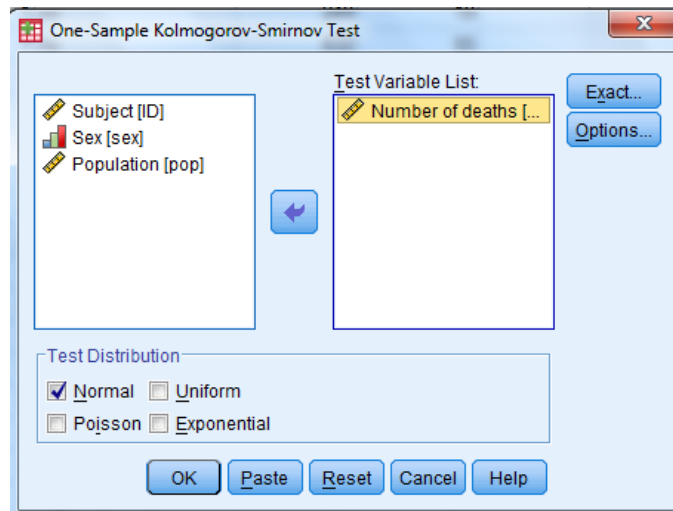 One-Sample Kolmogorov-Smirnov Test
X
Test Variable List:
Subject [ID]
Sex [sex]
Population [pop]
Number of deaths [...
Exact...
Options...
Test Distribution
Normal Uniform
Poisson Exponential
OK Paste Reset Cancel Help